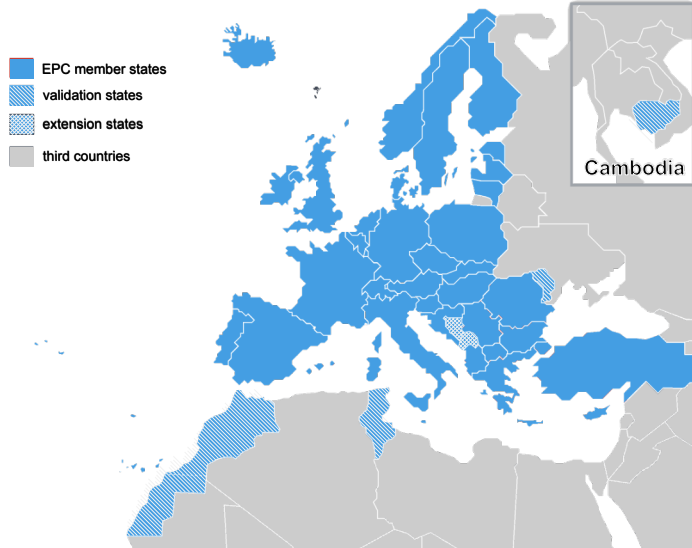 EPC member states
validation states
extension states
third countries
Cambodia